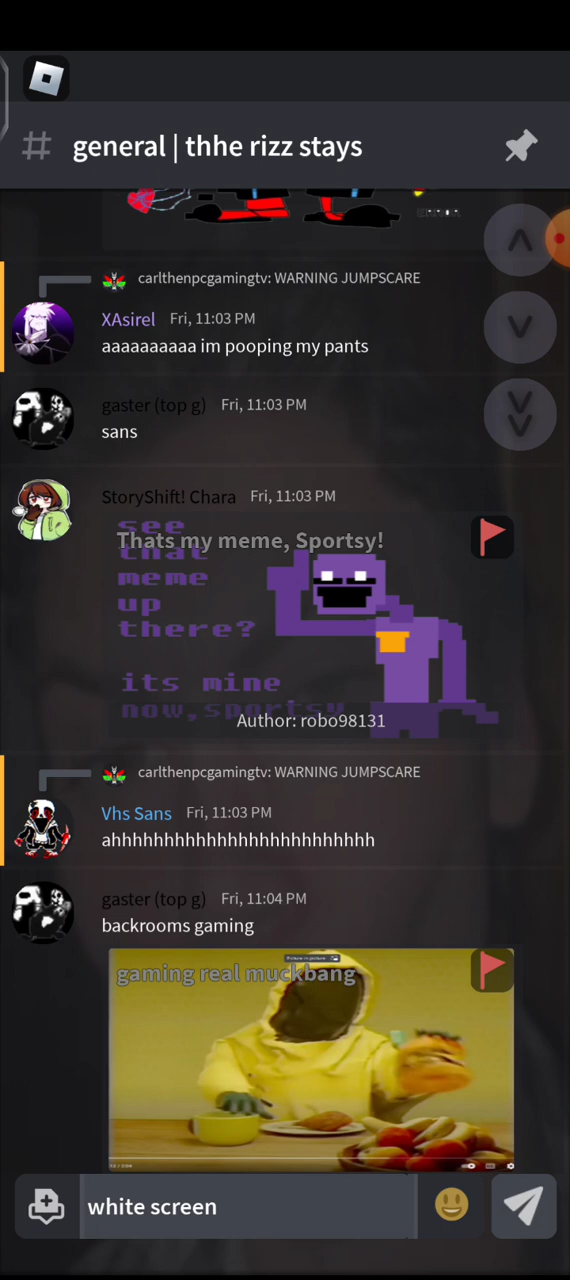 # general | thhe rizz stays
carlthenpcgamingtv: WARNING JUMPSCARE
XAsirel Fri, 11:03 PM
aaaaaaaaaa im pooping my pants
gaster (top g) Fri, 11:03 PM
sans
StoryShift! Chara Fri, 11:03 PM
Thats my meme, Sportsy!
see
that
meme
up
there?
its mine
now,sportsy
Author: robo98131
carlthenpcgamingtv: WARNING JUMPSCARE
Vhs Sans Fri, 11:03 PM
ahhhhhhhhhhhhhhhhhhhhhhhhhh
gaster (top g) Fri, 11:04 PM
backrooms gaming
gaming real muckbang
white screen